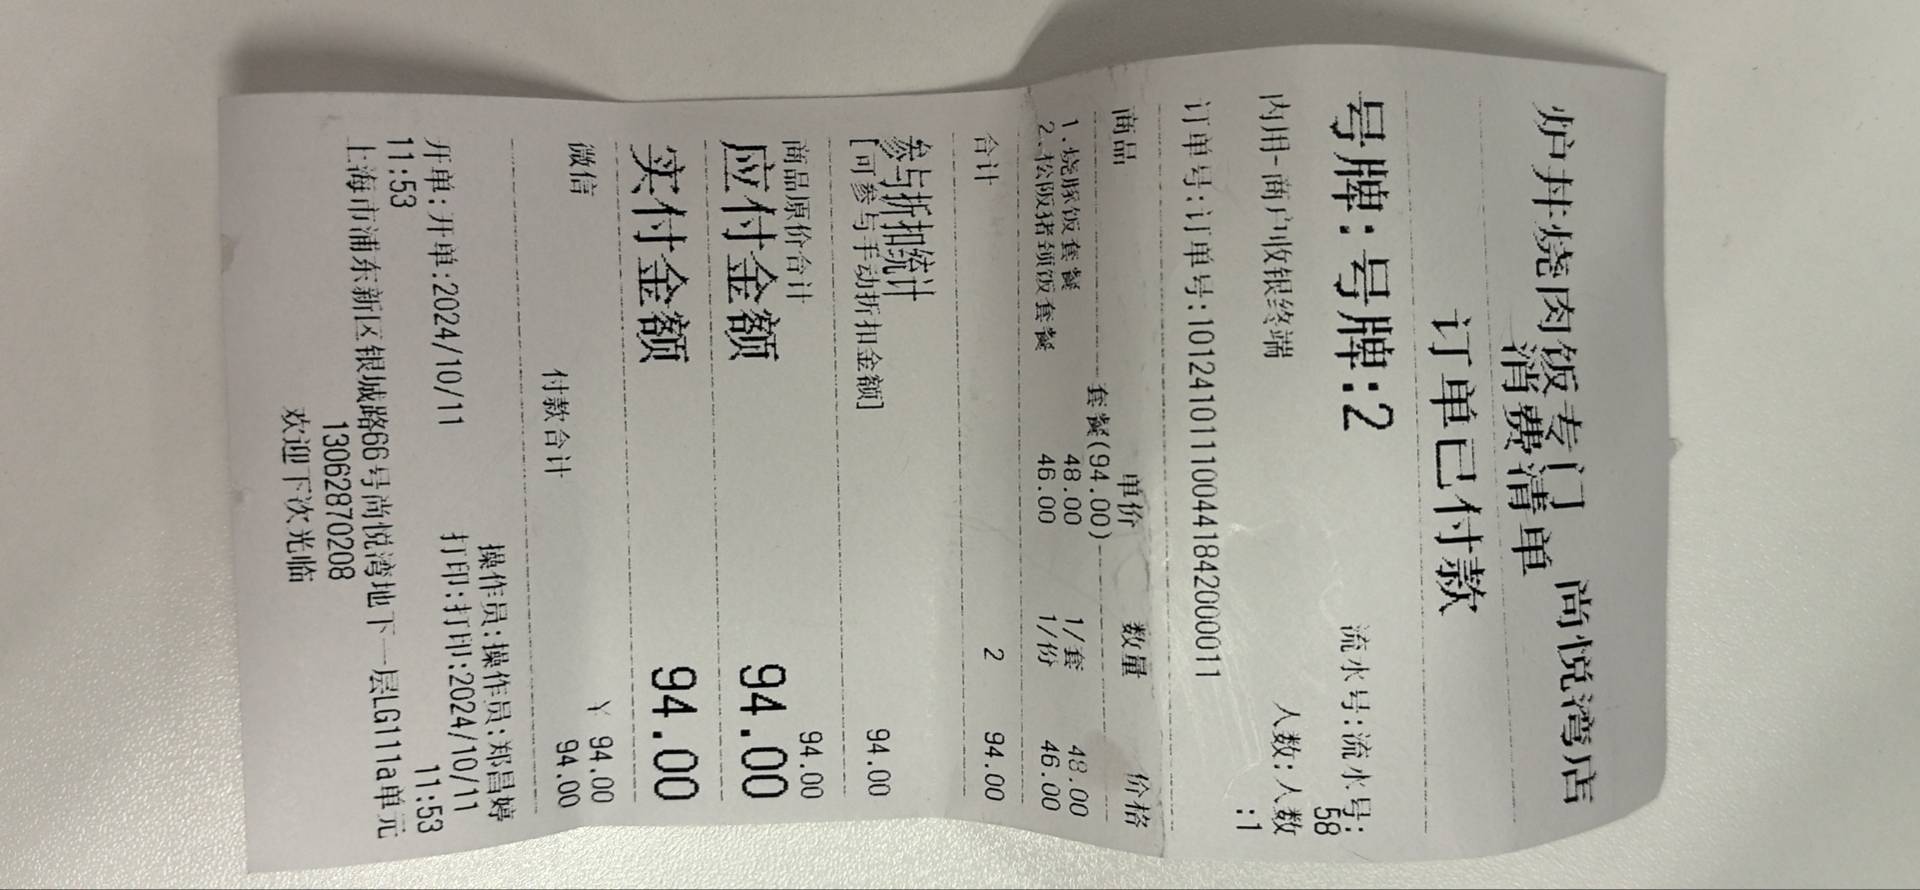 炉丼烧肉饭专门 尚悦湾店
消费清单
订单已付款
号牌:号牌:2 流水号:流水号:
58
内用-商户收银终端 人数:人数
:1
订单号:订单号:101241011100441842000011
商品 单价 数量 价格
套餐(94.00)
1.烧豚饭套餐 48.00 1/套 48.00
2.松阪猪颈饭套餐 46.00 1/份 46.00
合计 2 94.00
参与折扣统计
[可参与手动折扣金额] 94.00
商品原价合计 94.00
应付金额 94.00
实付金额 94.00
微信 ¥ 94.00
付款合计 94.00
操作员:操作员:郑昌婷
开单:开单:2024/10/11 打印:打印:2024/10/11
11:53 11:53
上海市浦东新区银城路66号尚悦湾地下一层LG111a单元
13062870208
欢迎下次光临